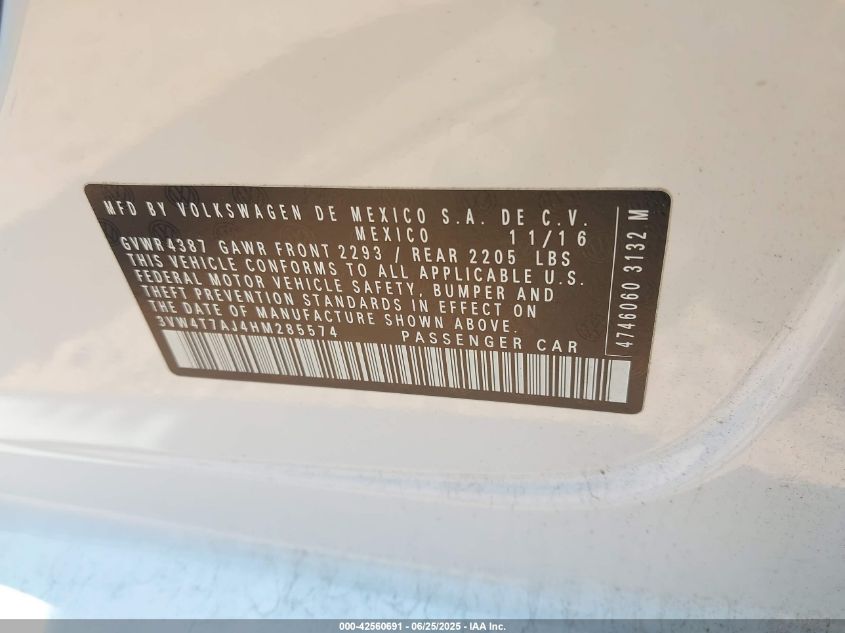 MFD BY VOLKSWAGEN DE MEXICO S.A. DE C.V.
MEXICO 11/16
GVWR4387 GAWR FRONT 2293 / REAR 2205 LBS
THIS VEHICLE CONFORMS TO ALL APPLICABLE U.S.
FEDERAL MOTOR VEHICLE SAFETY, BUMPER AND
THEFT PREVENTION STANDARDS IN EFFECT ON
THE DATE OF MANUFACTURE SHOWN ABOVE.
3VW4T7AJ4HM285574
PASSENGER CAR
4746060 3132 M
000-42560691 - 06/25/2025 - IAA Inc.